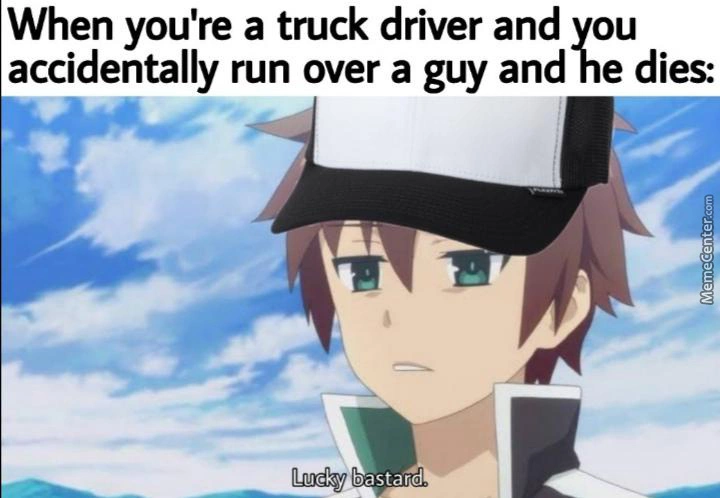 When you're a truck driver and you
accidentally run over a guy and he dies:
MemeCenter.com
Lucky bastard.